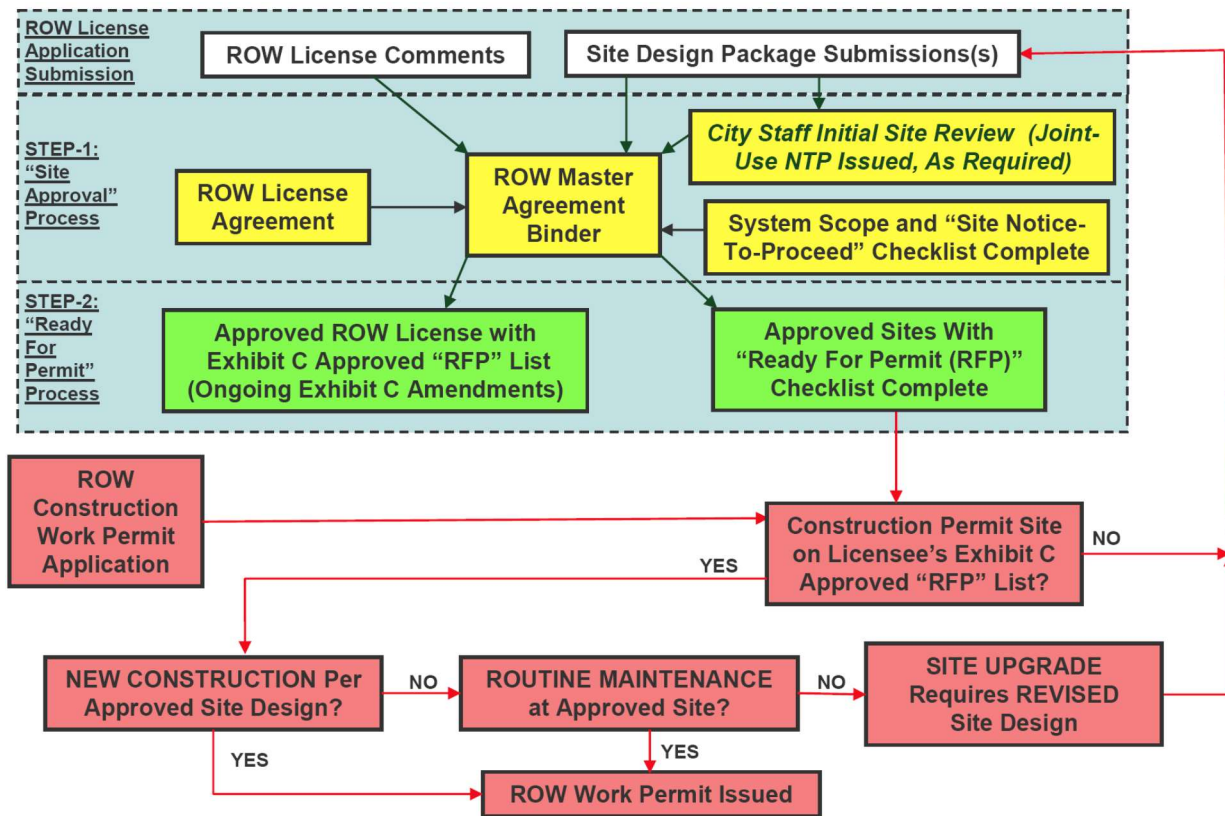 ROW License
Application
Submission
ROW License Comments
Site Design Package Submissions(s)
STEP-1:
“Site
Approval”
Process
City Staff Initial Site Review (Joint-
Use NTP Issued, As Required)
ROW License
Agreement
ROW Master
Agreement
Binder
System Scope and “Site Notice-
To-Proceed” Checklist Complete
STEP-2:
“Ready
For
Permit”
Process
Approved ROW License with
Exhibit C Approved “RFP” List
(Ongoing Exhibit C Amendments)
Approved Sites With
“Ready For Permit (RFP)”
Checklist Complete
ROW
Construction
Work Permit
Application
Construction Permit Site
on Licensee’s Exhibit C
Approved “RFP” List?
NO
YES
NEW CONSTRUCTION Per
Approved Site Design?
NO
ROUTINE MAINTENANCE
at Approved Site?
NO
SITE UPGRADE
Requires REVISED
Site Design
YES
YES
ROW Work Permit Issued